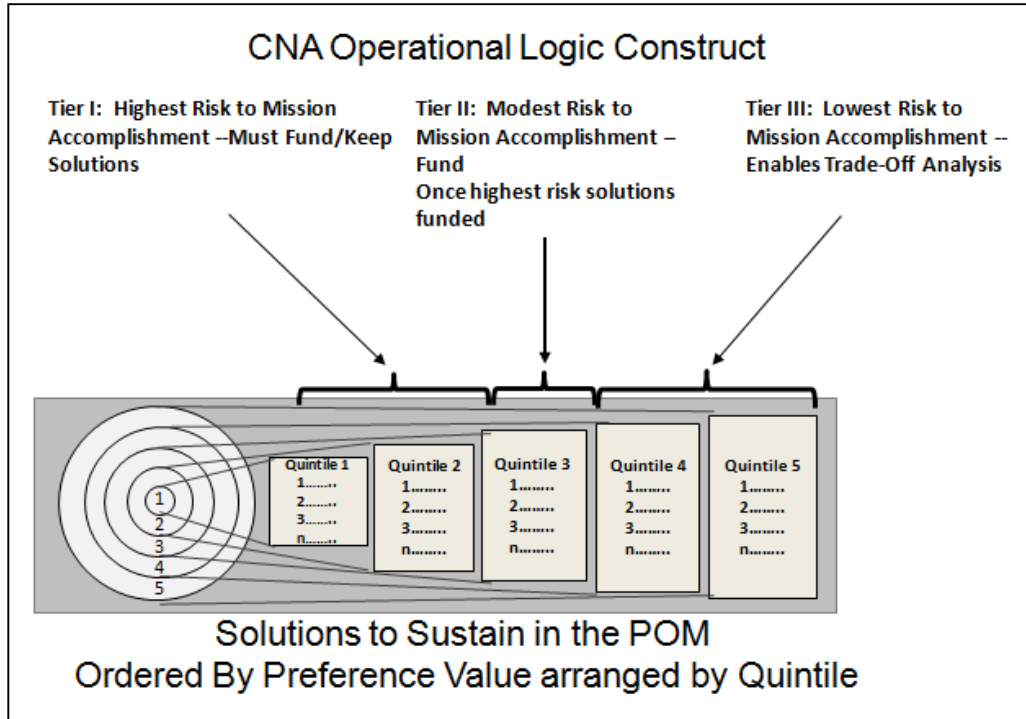 CNA Operational Logic Construct
Tier I:  Highest Risk to Mission
Accomplishment --Must Fund/Keep
Solutions
Tier II:  Modest Risk to
Mission Accomplishment –
Fund
Once highest risk solutions
funded
Tier III:  Lowest Risk to
Mission Accomplishment --
Enables Trade-Off Analysis
1
2
3
4
5
Quintile 1
1.........
2.........
3.........
n.........
Quintile 2
1..........
2..........
3..........
n..........
Quintile 3
1..........
2..........
3..........
n..........
Quintile 4
1..........
2..........
3..........
n..........
Quintile 5
1..........
2..........
3..........
n..........
Solutions to Sustain in the POM
Ordered By Preference Value arranged by Quintile